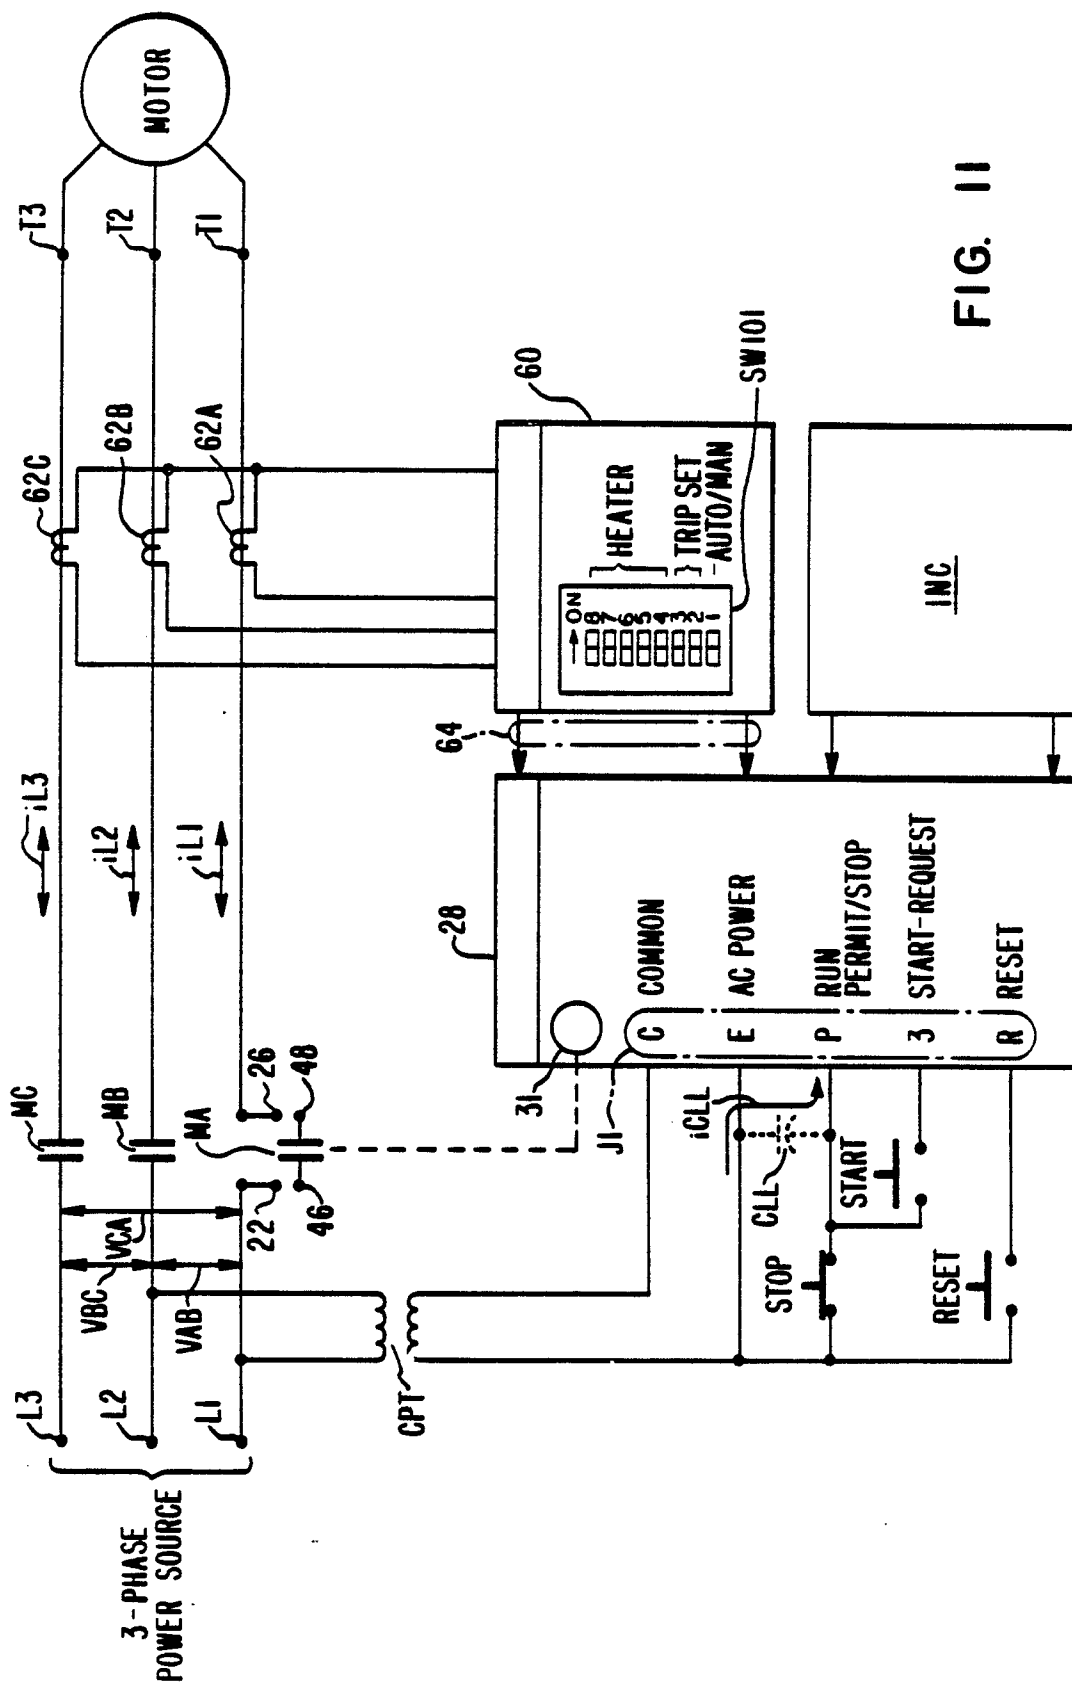 3-PHASE
POWER SOURCE
L3
L2
L1
VBC
VCA
VAB
MC
MB
MA
22
26
46
48
iL3
iL2
iL1
62C
62B
62A
T3
T2
T1
MOTOR
CPT
28
31
J1
C COMMON
E AC POWER
P RUN
PERMIT/STOP
3 START-REQUEST
R RESET
iCLL
CLL
STOP
START
RESET
64
60
→ ON
8
7
6
5
4
3
2
1
HEATER
TRIP SET
AUTO/MAN
SW101
INC
FIG. 11